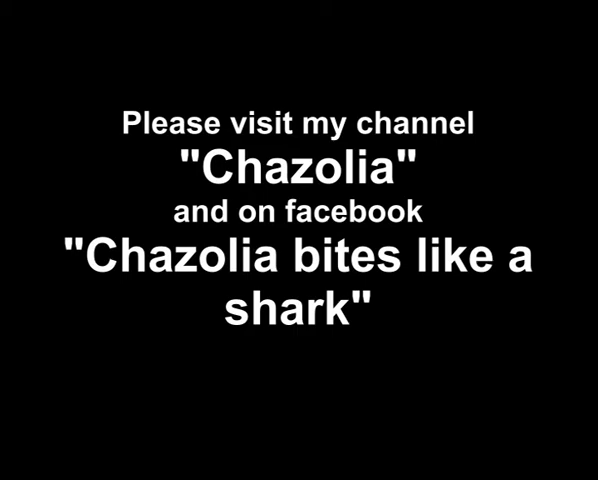 Please visit my channel
"Chazolia"
and on facebook
"Chazolia bites like a
shark"